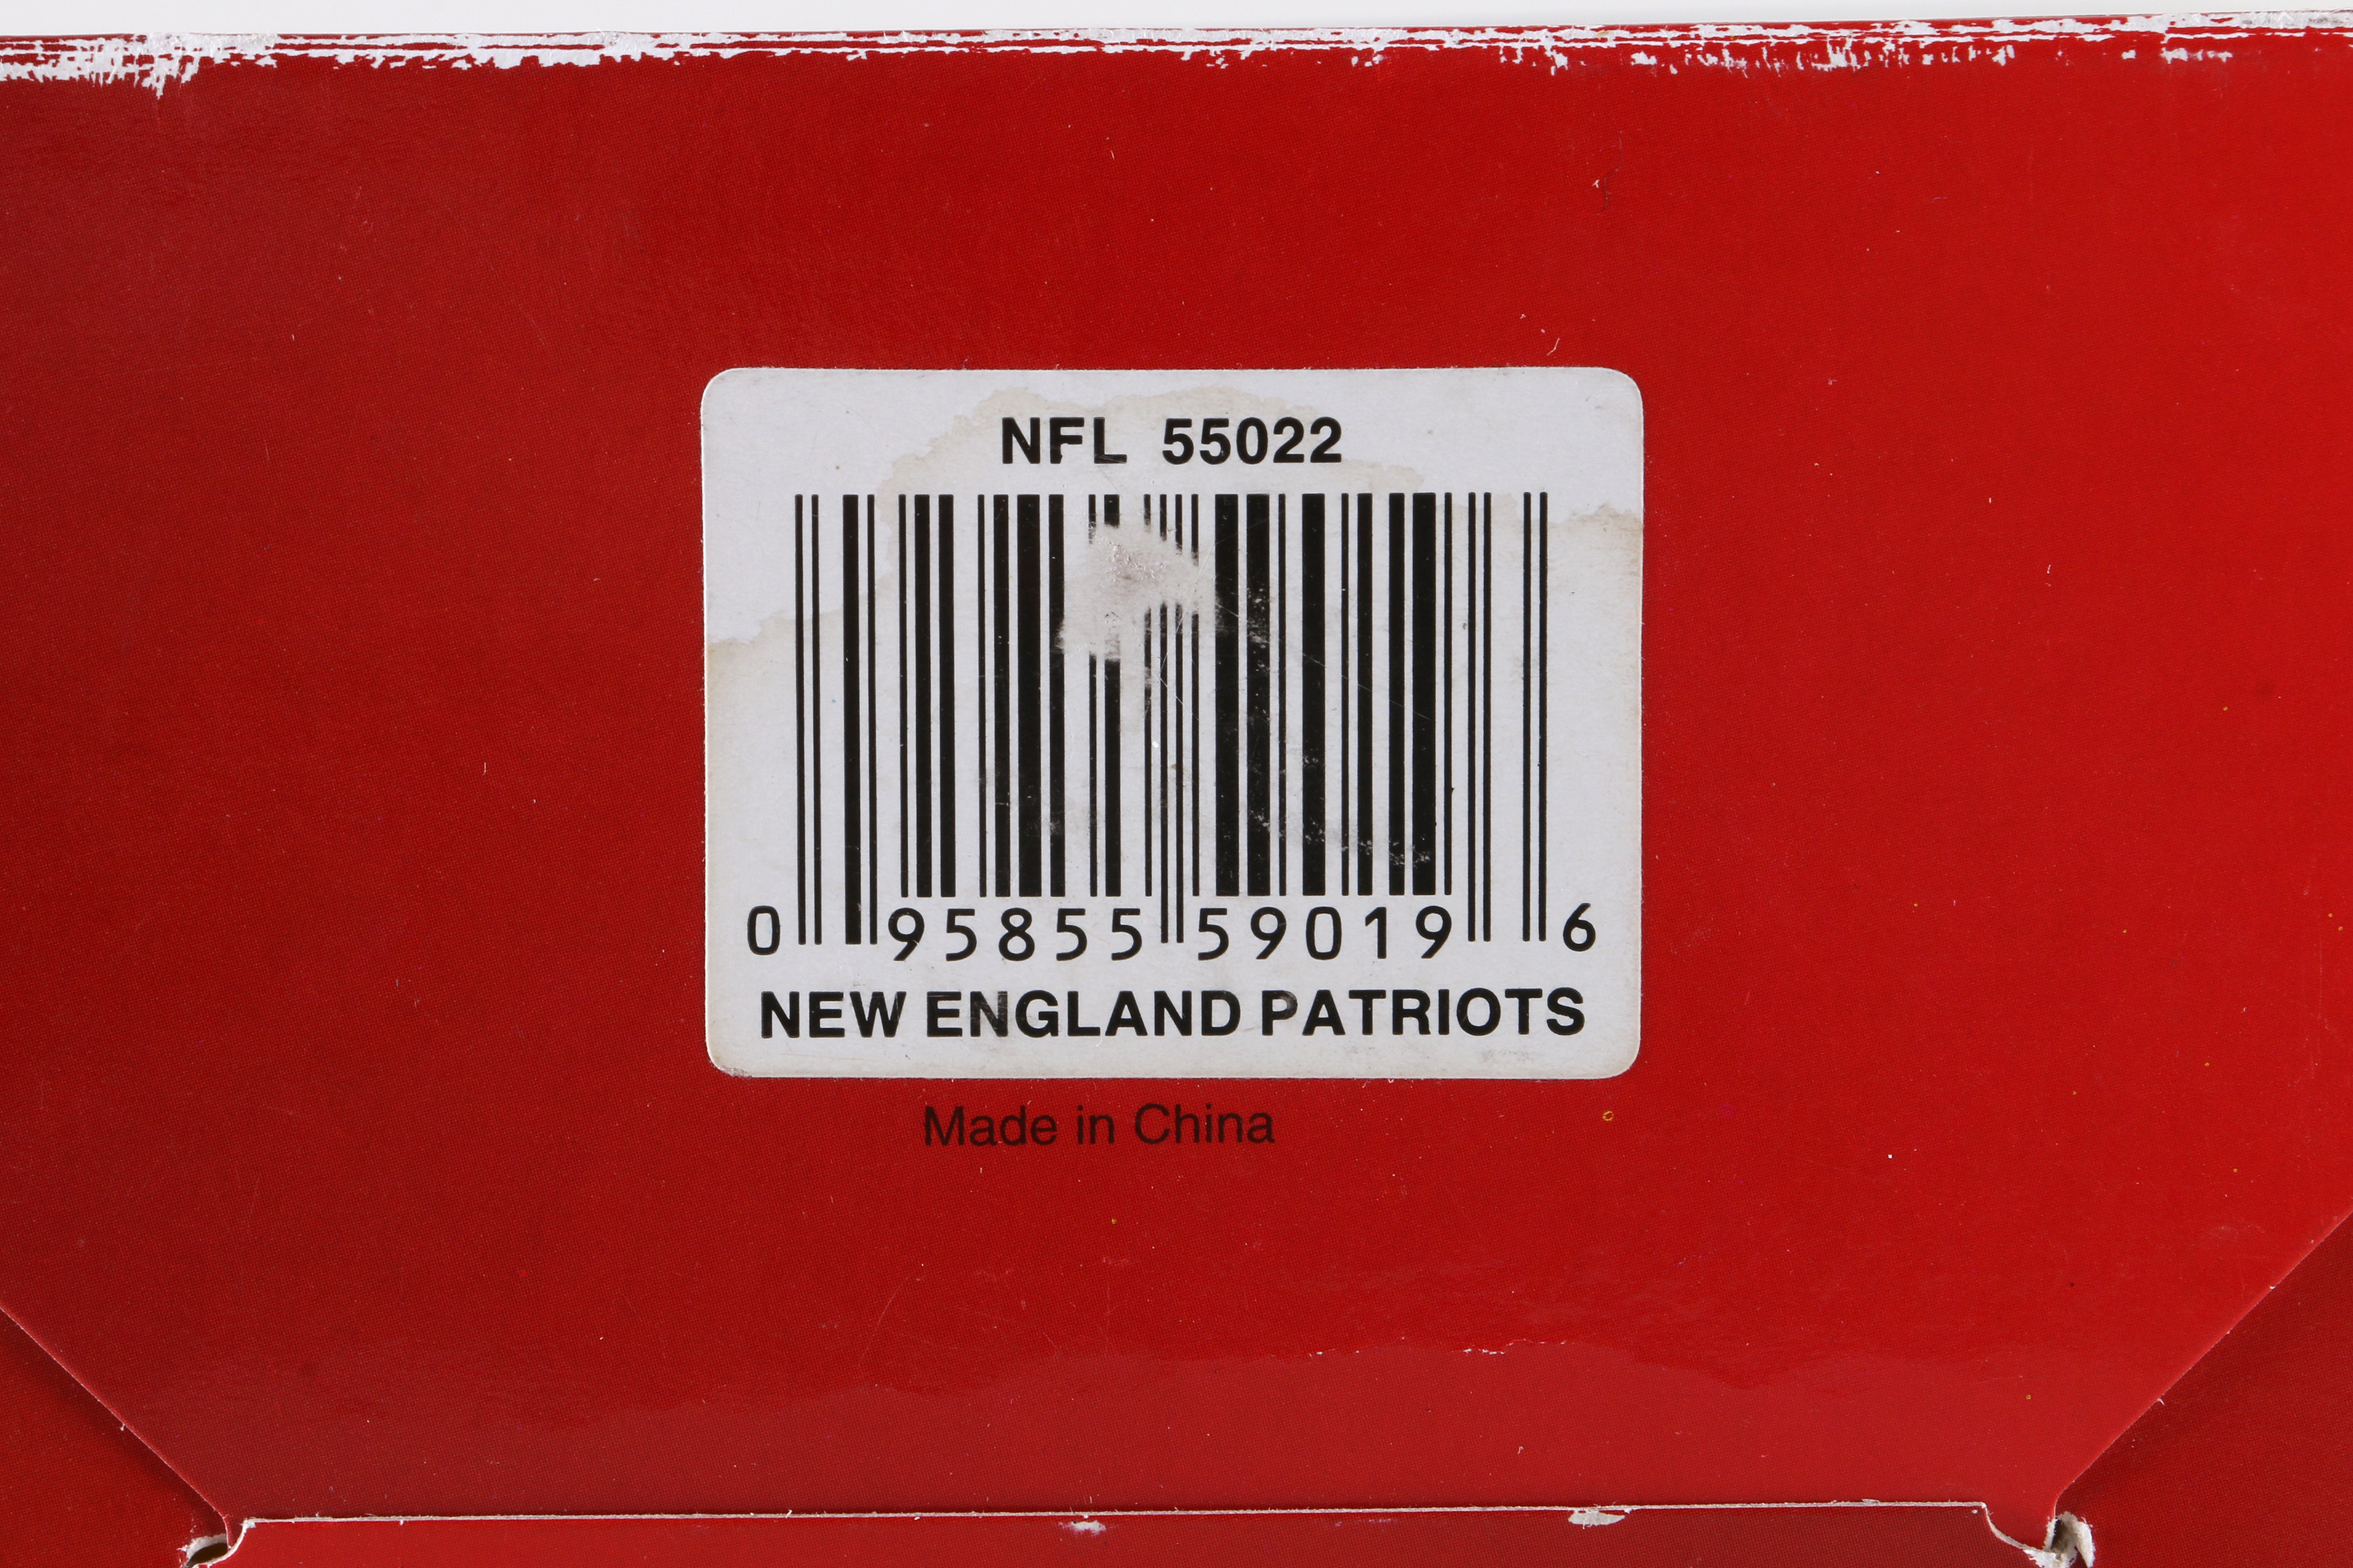 NFL 55022
0 95855 59019 6
NEW ENGLAND PATRIOTS
Made in China